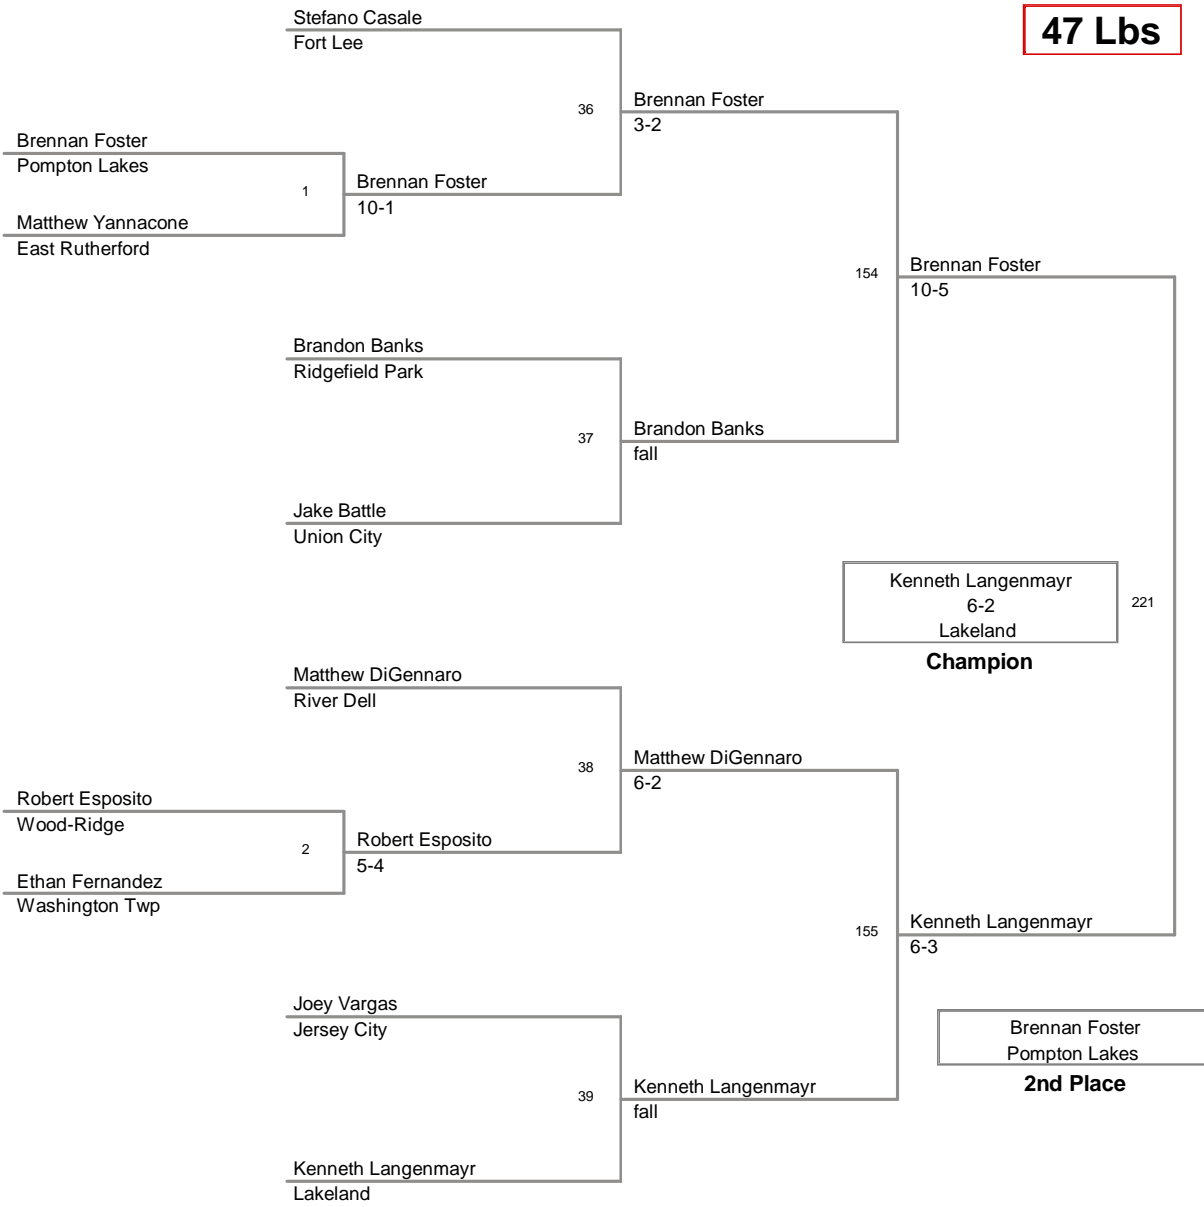 Stefano Casale
Fort Lee
47 Lbs
36
Brennan Foster
3-2
Brennan Foster
Pompton Lakes
1
Brennan Foster
10-1
Matthew Yannacone
East Rutherford
154
Brennan Foster
10-5
Brandon Banks
Ridgefield Park
37
Brandon Banks
fall
Jake Battle
Union City
Kenneth Langenmayr
6-2
Lakeland
221
Champion
Matthew DiGennaro
River Dell
38
Matthew DiGennaro
6-2
Robert Esposito
Wood-Ridge
2
Robert Esposito
5-4
Ethan Fernandez
Washington Twp
155
Kenneth Langenmayr
6-3
Joey Vargas
Jersey City
Brennan Foster
Pompton Lakes
2nd Place
39
Kenneth Langenmayr
fall
Kenneth Langenmayr
Lakeland